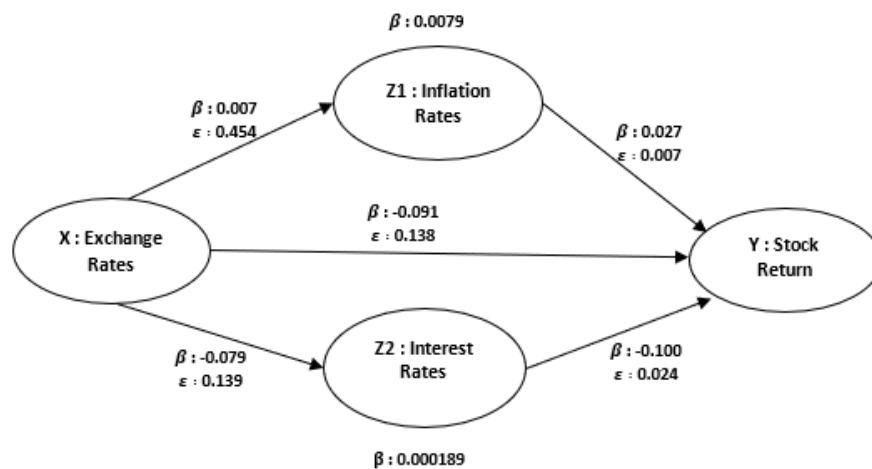 β : 0.0079
Z1 : Inflation
Rates
β : 0.007
ε : 0.454
β : 0.027
ε : 0.007
X : Exchange
Rates
β : -0.091
ε : 0.138
Y : Stock
Return
β : -0.079
ε : 0.139
Z2 : Interest
Rates
β : -0.100
ε : 0.024
β : 0.000189